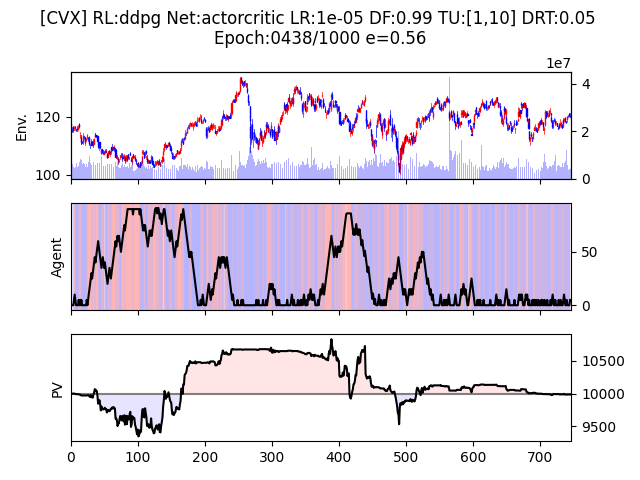 [CVX] RL:ddpg Net:actorcritic LR:1e-05 DF:0.99 TU:[1,10] DRT:0.05
Epoch:0438/1000 e=0.56
1e7
Env.
120
100
4
2
0
Agent
50
0
PV
10500
10000
9500
0 100 200 300 400 500 600 700